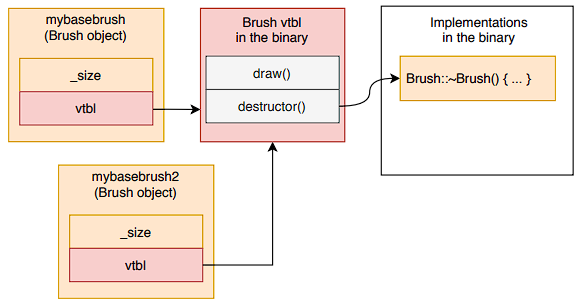 mybasebrush
(Brush object)
_size
vtbl
Brush vtbl
in the binary
draw()
destructor()
Implementations
in the binary
Brush::~Brush() { ... }
mybasebrush2
(Brush object)
_size
vtbl